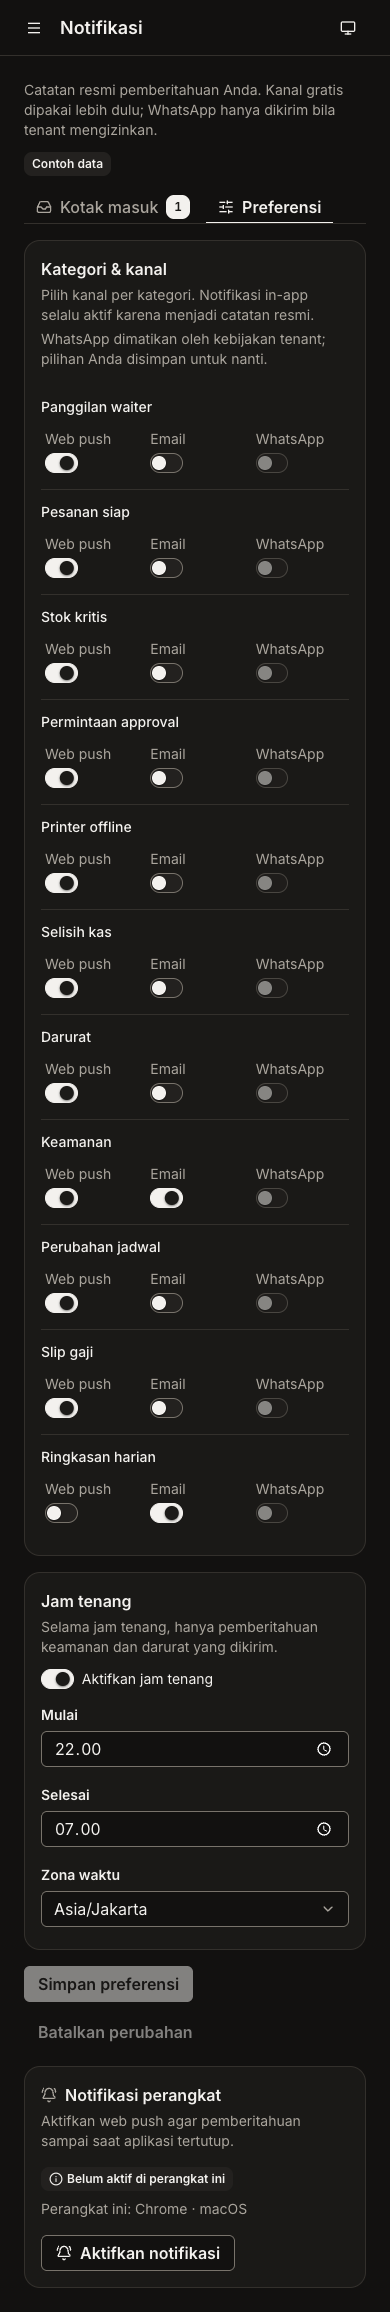 Notifikasi
Catatan resmi pemberitahuan Anda. Kanal gratis
dipakai lebih dulu; WhatsApp hanya dikirim bila
tenant mengizinkan.
Contoh data
Kotak masuk 1 Preferensi
Kategori & kanal
Pilih kanal per kategori. Notifikasi in-app
selalu aktif karena menjadi catatan resmi.
WhatsApp dimatikan oleh kebijakan tenant;
pilihan Anda disimpan untuk nanti.
Panggilan waiter
Web push Email WhatsApp
Pesanan siap
Web push Email WhatsApp
Stok kritis
Web push Email WhatsApp
Permintaan approval
Web push Email WhatsApp
Printer offline
Web push Email WhatsApp
Selisih kas
Web push Email WhatsApp
Darurat
Web push Email WhatsApp
Keamanan
Web push Email WhatsApp
Perubahan jadwal
Web push Email WhatsApp
Slip gaji
Web push Email WhatsApp
Ringkasan harian
Web push Email WhatsApp
Jam tenang
Selama jam tenang, hanya pemberitahuan
keamanan dan darurat yang dikirim.
Aktifkan jam tenang
Mulai
22.00
Selesai
07.00
Zona waktu
Asia/Jakarta
Simpan preferensi
Batalkan perubahan
Notifikasi perangkat
Aktifkan web push agar pemberitahuan
sampai saat aplikasi tertutup.
Belum aktif di perangkat ini
Perangkat ini: Chrome · macOS
Aktifkan notifikasi